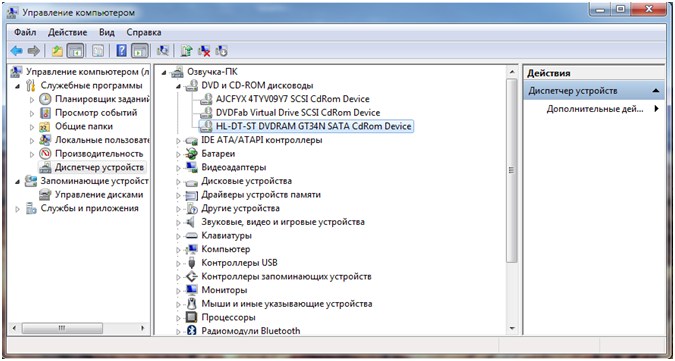 Управление компьютером
Файл Действие Вид Справка
Управление компьютером (л
Служебные программы
Планировщик заданий
Просмотр событий
Общие папки
Локальные пользоват
Производительность
Диспетчер устройств
Запоминающие устройст
Управление дисками
Службы и приложения
Озвучка-ПК
DVD и CD-ROM дисководы
AJCFYX 4TYV09Y7 SCSI CdRom Device
DVDFab Virtual Drive SCSI CdRom Device
HL-DT-ST DVDRAM GT34N SATA CdRom Device
IDE ATA/ATAPI контроллеры
Батареи
Видеоадаптеры
Дисковые устройства
Драйверы устройств памяти
Другие устройства
Звуковые, видео и игровые устройства
Клавиатуры
Компьютер
Контроллеры USB
Контроллеры запоминающих устройств
Мониторы
Мыши и иные указывающие устройства
Процессоры
Радиомодули Bluetooth
Действия
Диспетчер устройств
Дополнительные дей...